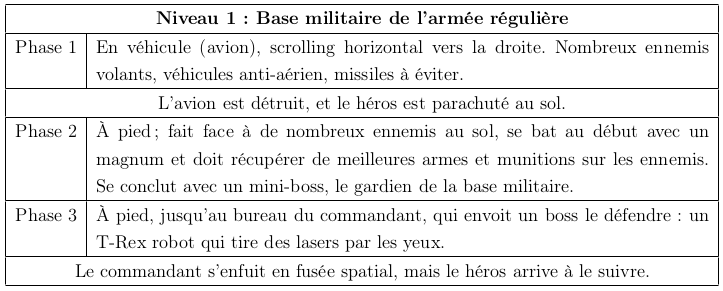 Niveau 1 : Base militaire de l'armée régulière
Phase 1 En véhicule (avion), scrolling horizontal vers la droite. Nombreux ennemis
volants, véhicules anti-aérien, missiles à éviter.
L'avion est détruit, et le héros est parachuté au sol.
Phase 2 À pied ; fait face à de nombreux ennemis au sol, se bat au début avec un
magnum et doit récupérer de meilleures armes et munitions sur les ennemis.
Se conclut avec un mini-boss, le gardien de la base militaire.
Phase 3 À pied, jusqu'au bureau du commandant, qui envoit un boss le défendre : un
T-Rex robot qui tire des lasers par les yeux.
Le commandant s'enfuit en fusée spatial, mais le héros arrive à le suivre.